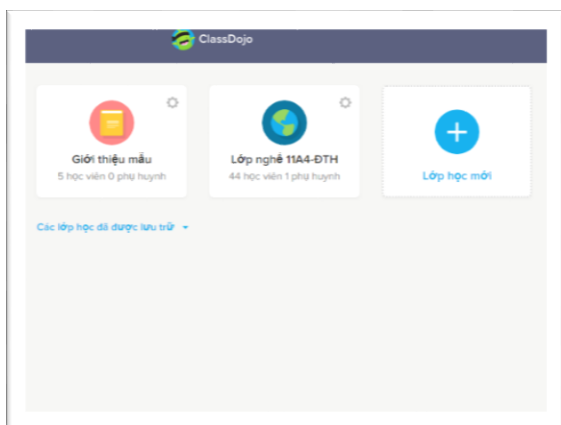 ClassDojo
Giới thiệu mẫu
5 học viên 0 phụ huynh
Lớp nghề 11A4-ĐTH
44 học viên 1 phụ huynh
Lớp học mới
Các lớp học đã được lưu trữ